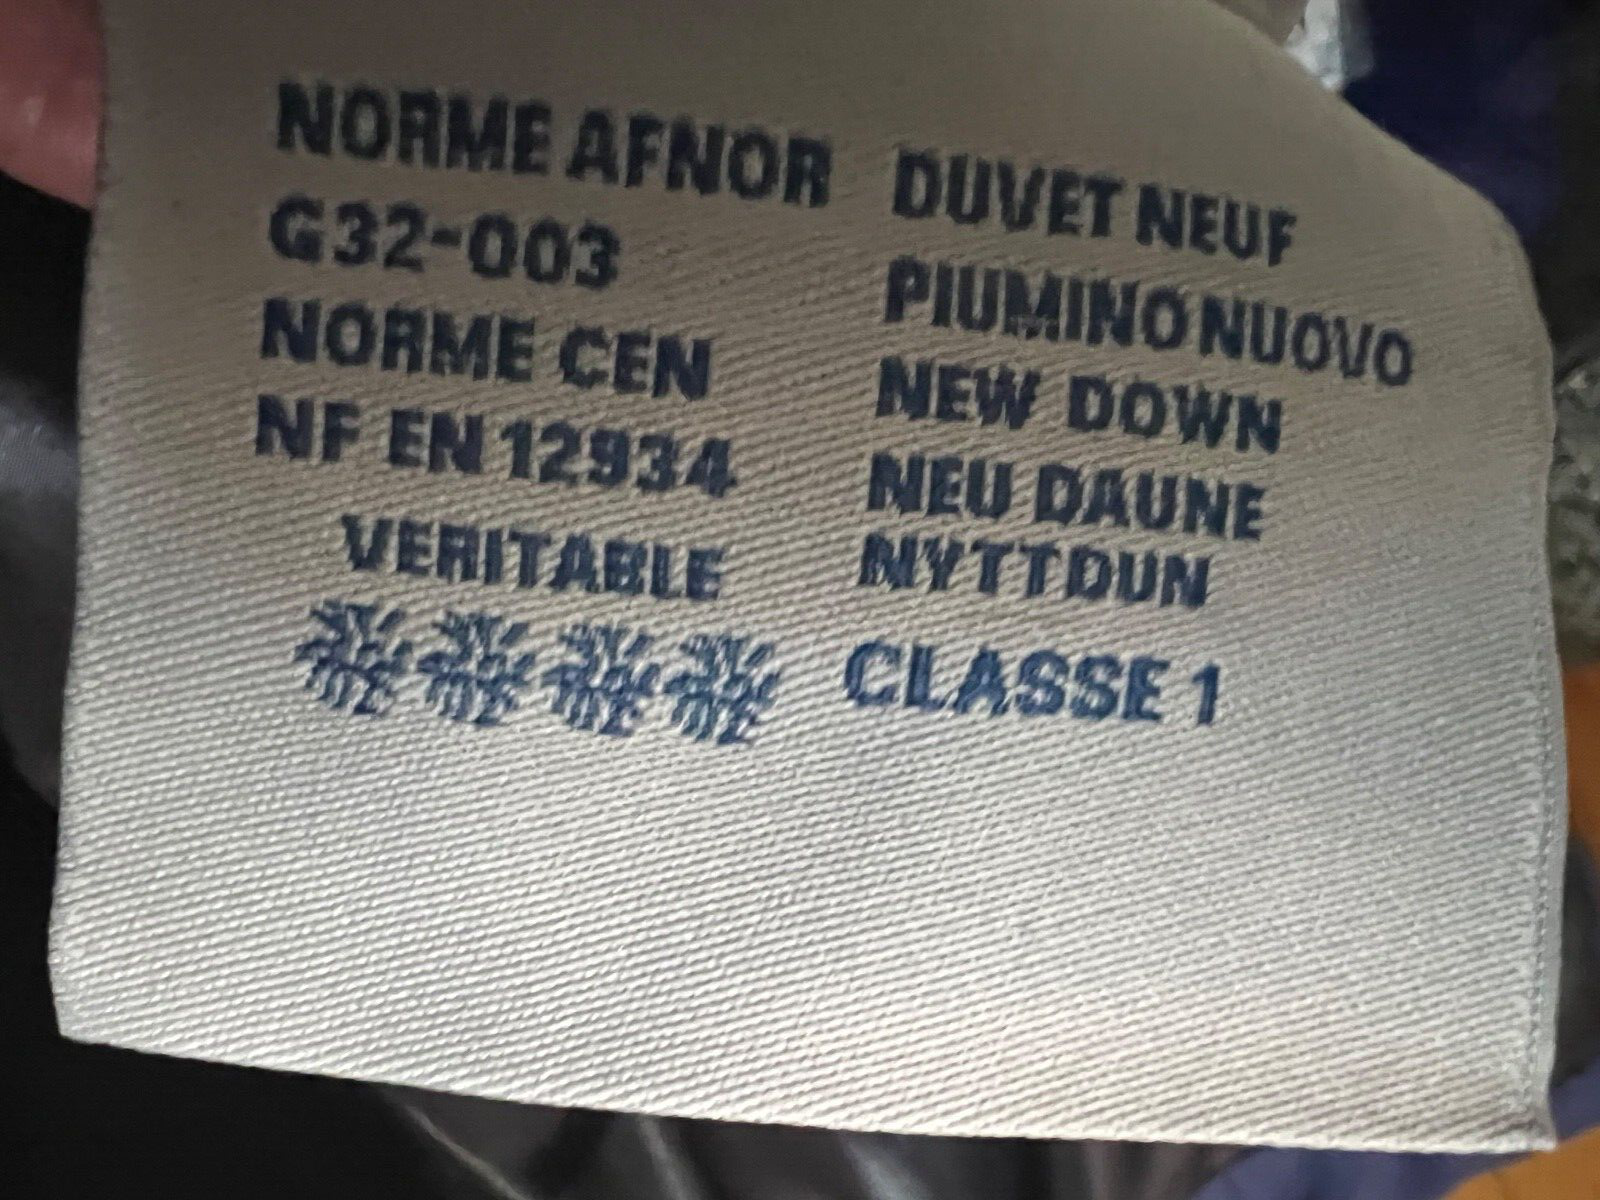 NORME AFNOR
G32-003
NORME CEN
NF EN 12934
VERITABLE
DUVET NEUF
PIUMINO NUOVO
NEW DOWN
NEU DAUNE
NYTTDUN
CLASSE 1